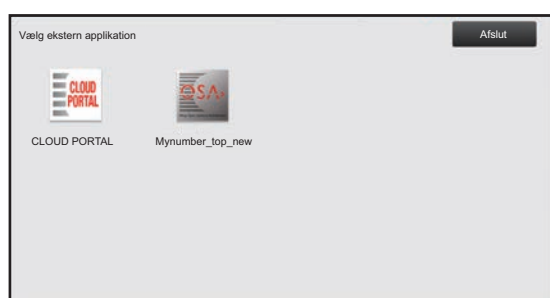 Vælg ekstern applikation
Afslut
CLOUD
PORTAL
OSA
CLOUD PORTAL
Mynumber_top_new